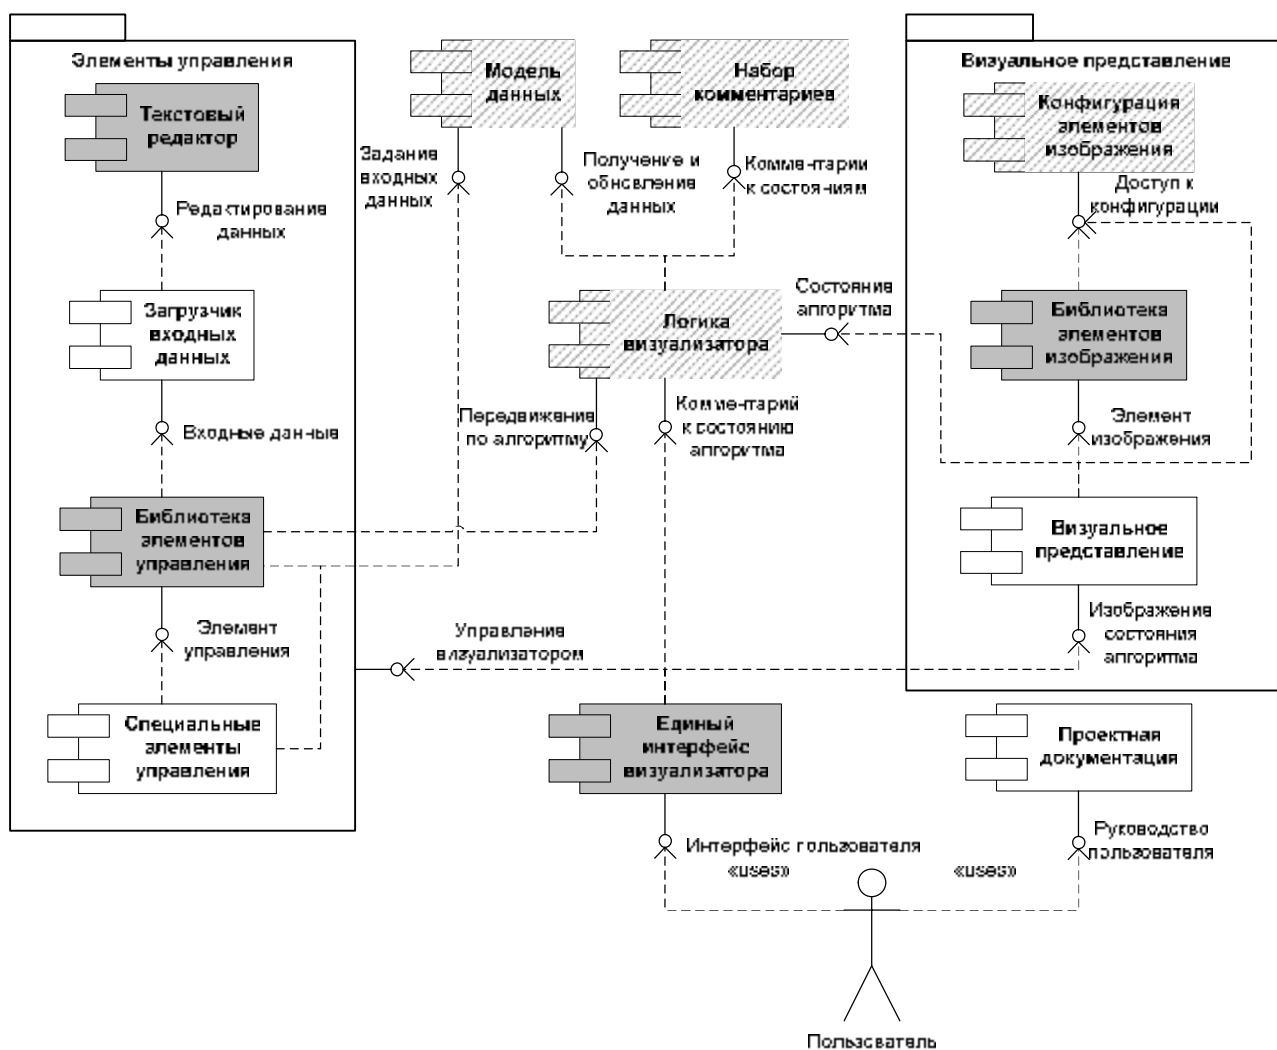 Элементы управления
Текстовый
редактор
Редактирование
данных
Загрузчик
входных
данных
Входные данные
Библиотека
элементов
управления
Элемент
управления
Специальные
элементы
управления
Модель
данных
Набор
комментариев
Задание
входных
данных
Получение и
обновление
данных
Комментарии
к состояниям
Логика
визуализатора
Состояние
алгоритма
Передвижение
по алгоритму
Комментарий
к состоянию
алгоритма
Управление
визуализатором
Единый
интерфейс
визуализатора
Интерфейс пользователя
«uses»
Визуальное представление
Конфигурация
элементов
изображения
Доступ к
конфигурации
Библиотека
элементов
изображения
Элемент
изображения
Визуальное
представление
Изображение
состояния
алгоритма
Проектная
документация
Руководство
пользователя
«uses»
Пользователь